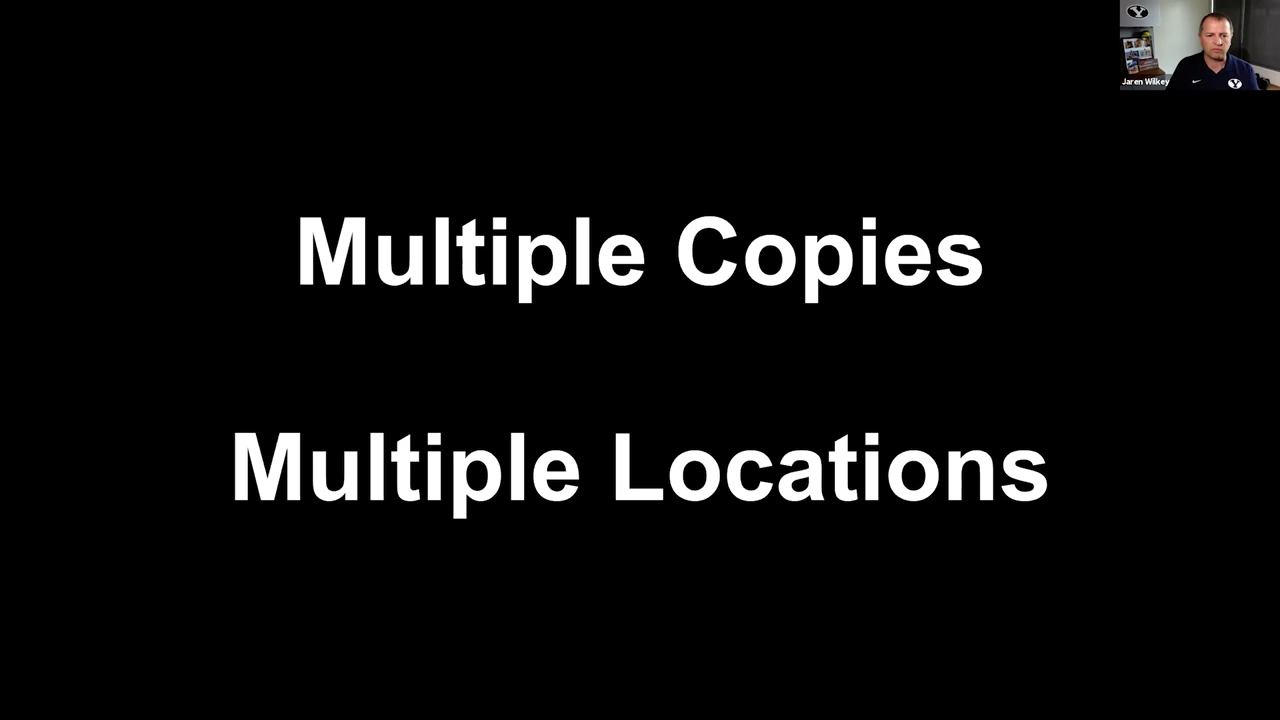 Multiple Copies
Multiple Locations
Jaren Wilkey
Y
Y